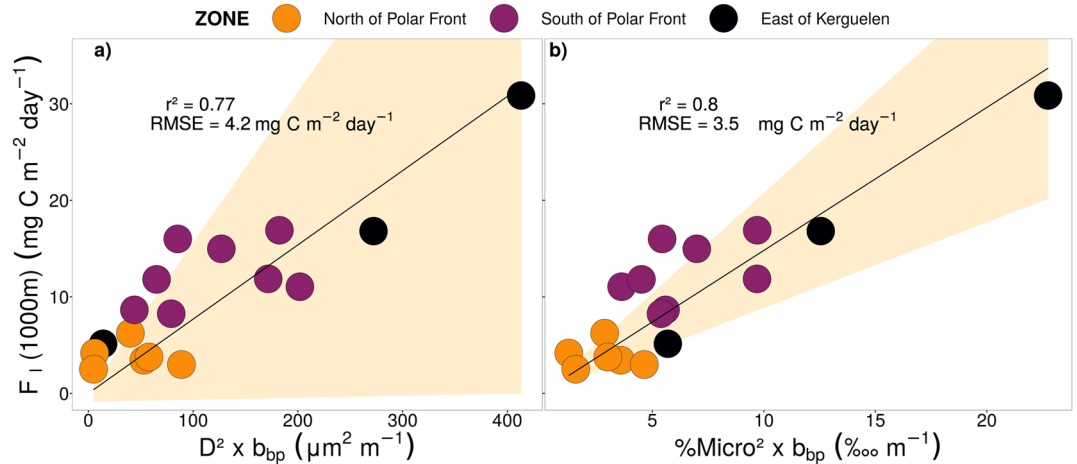 ZONE North of Polar Front South of Polar Front East of Kerguelen
a)
b)
r² = 0.77
RMSE = 4.2 mg C m⁻² day⁻¹
r² = 0.8
RMSE = 3.5 mg C m⁻² day⁻¹
F I (1000m) (mg C m⁻² day⁻¹)
30
20
10
0
0 100 200 300 400
5 10 15 20
D² x b_bp (µm² m⁻¹)
%Micro² x b_bp (‱ m⁻¹)